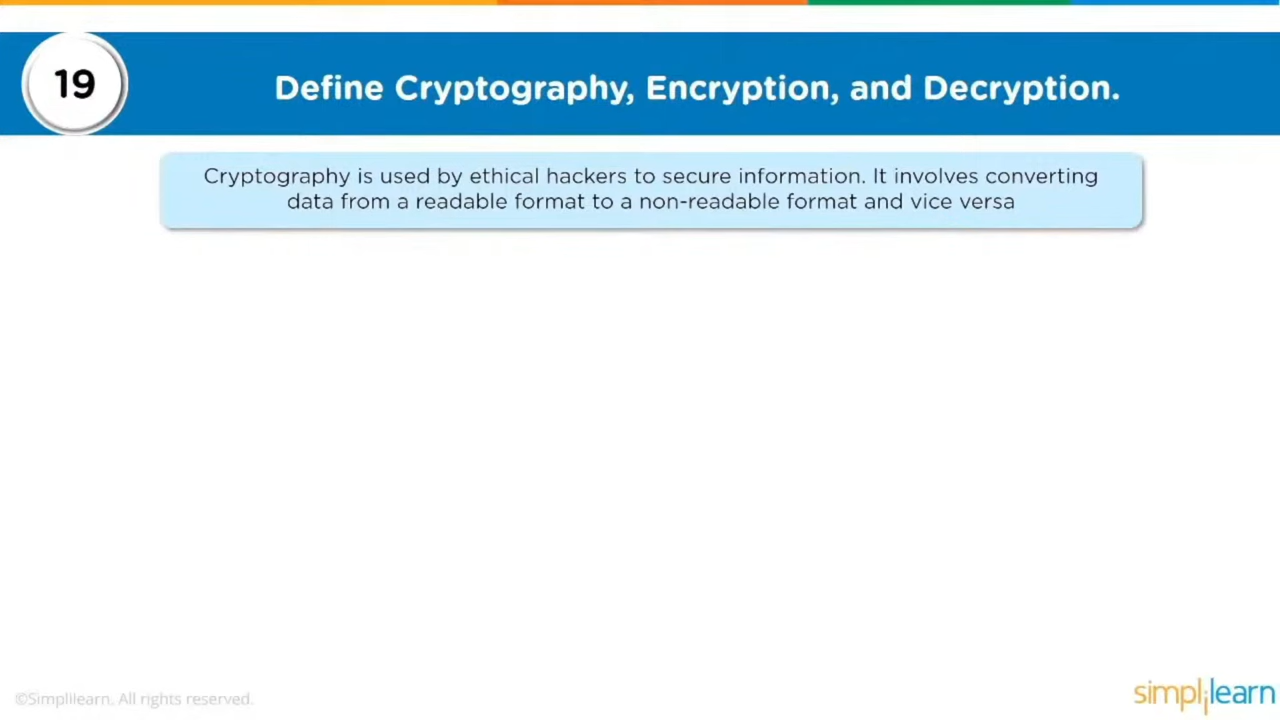 19
Define Cryptography, Encryption, and Decryption.
Cryptography is used by ethical hackers to secure information. It involves converting
data from a readable format to a non-readable format and vice versa
©Simplilearn. All rights reserved.
simplilearn